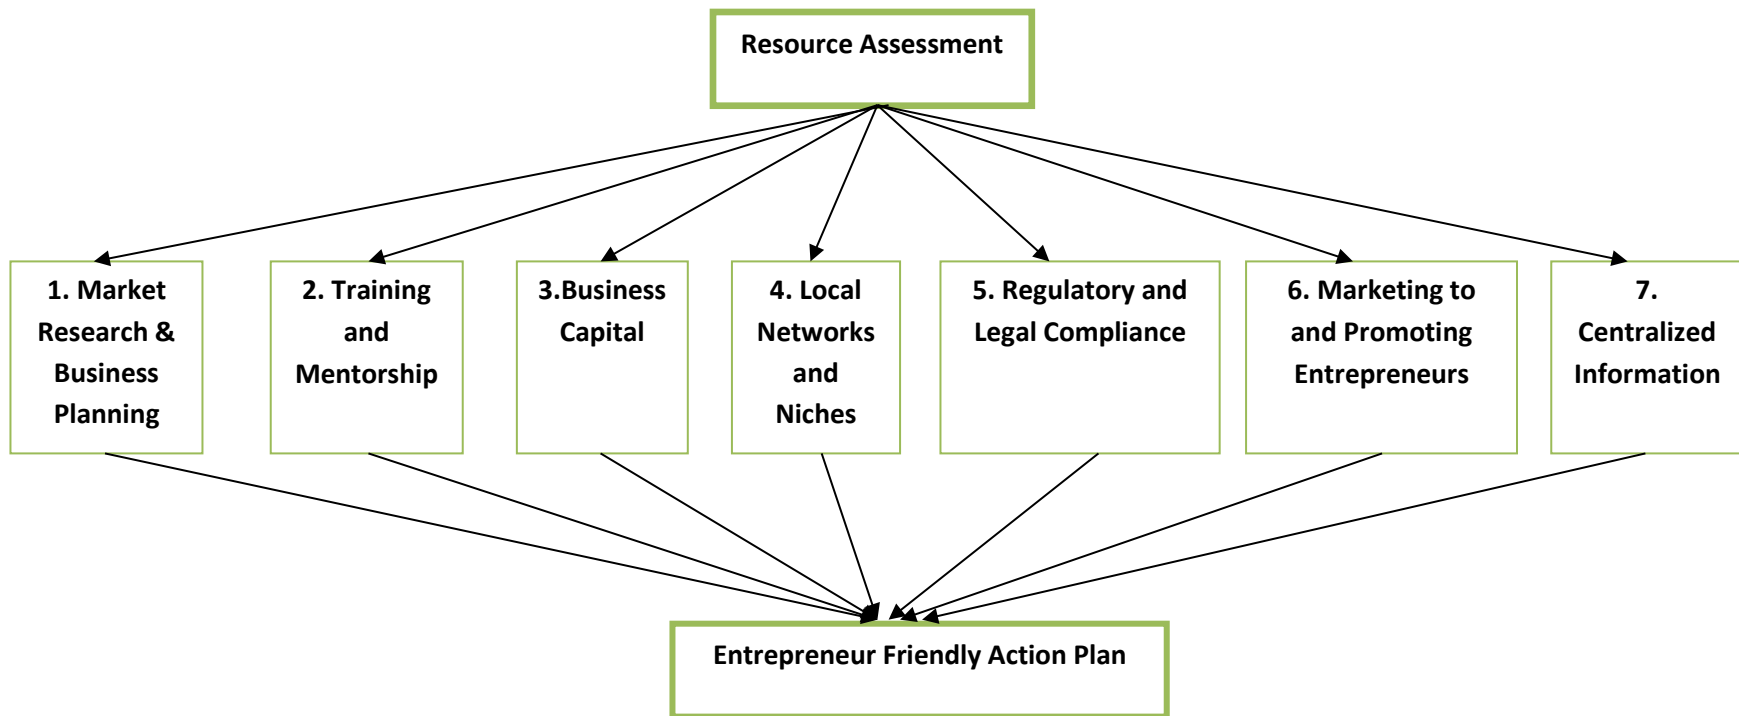 Resource Assessment
1. Market
Research &
Business
Planning
2. Training
and
Mentorship
3.Business
Capital
4. Local
Networks
and
Niches
5. Regulatory and
Legal Compliance
6. Marketing to
and Promoting
Entrepreneurs
7.
Centralized
Information
Entrepreneur Friendly Action Plan